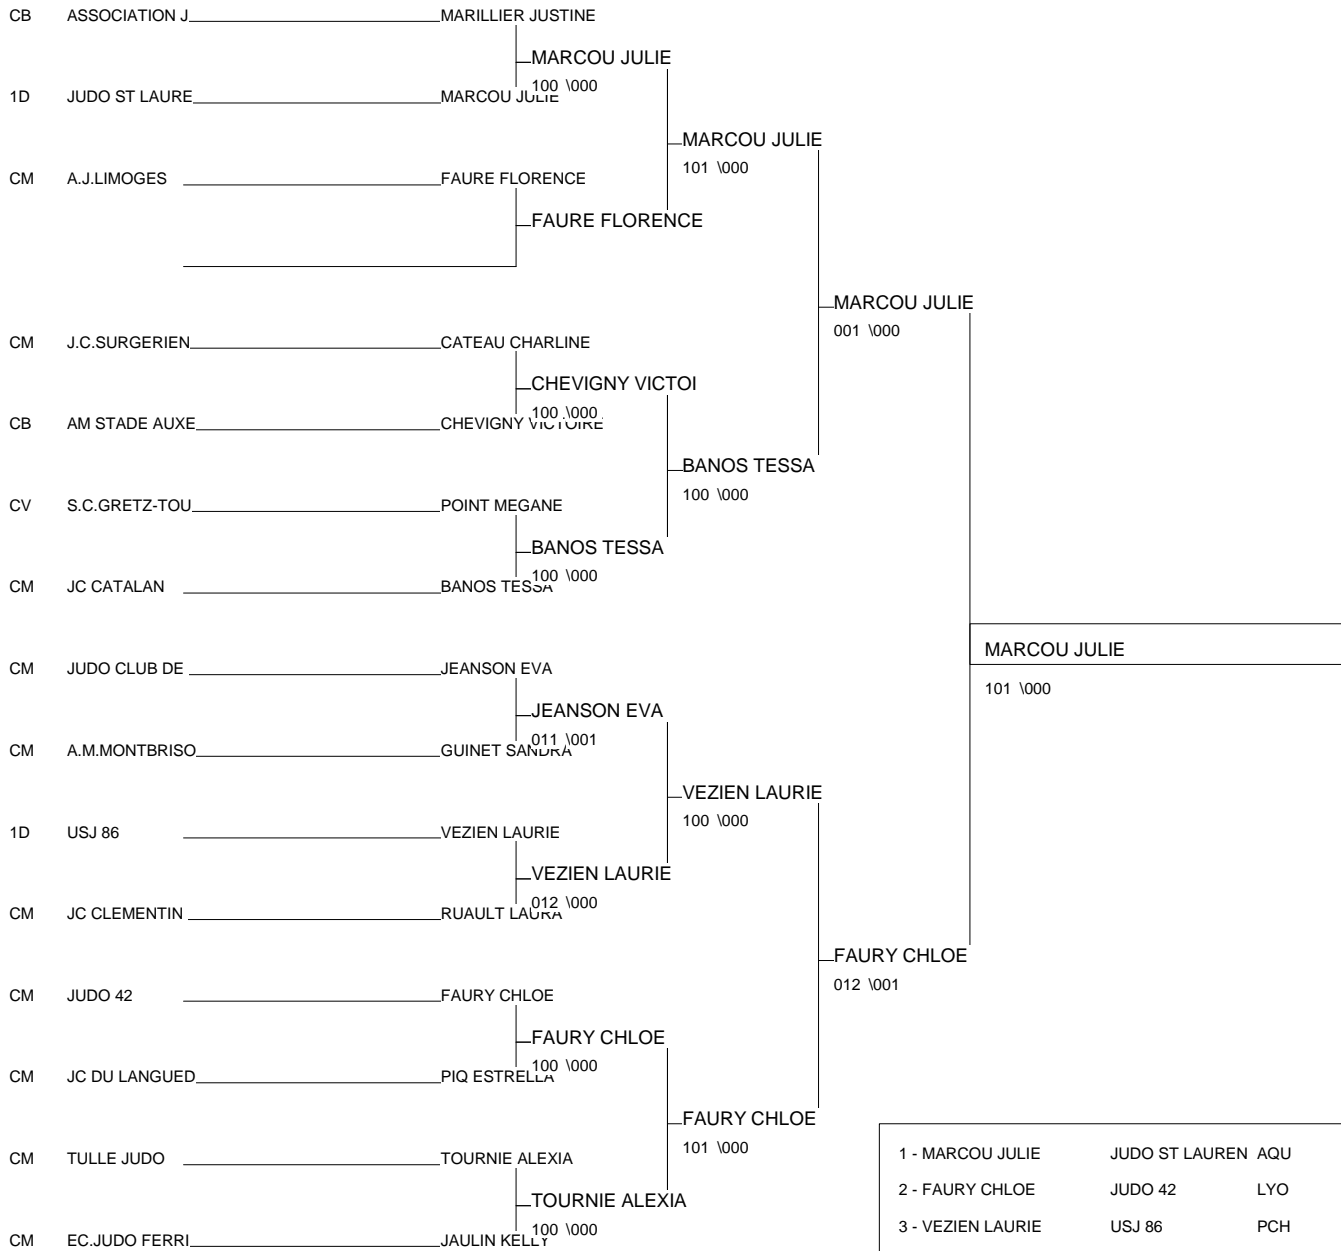 CB ASSOCIATION J MARILLIER JUSTINE
MARCOU JULIE
100 \000
1D JUDO ST LAURE MARCOU JULIE
MARCOU JULIE
101 \000
CM A.J.LIMOGES FAURE FLORENCE
FAURE FLORENCE
MARCOU JULIE
001 \000
CM J.C.SURGERIEN CATEAU CHARLINE
CHEVIGNY VICTOI
100 \000
CB AM STADE AUXE CHEVIGNY VICTOIRE
BANOS TESSA
100 \000
CV S.C.GRETZ-TOU POINT MEGANE
BANOS TESSA
100 \000
CM JC CATALAN BANOS TESSA
MARCOU JULIE
101 \000
CM JUDO CLUB DE JEANSON EVA
JEANSON EVA
011 \001
CM A.M.MONTBRISO GUINET SANDRA
VEZIEN LAURIE
100 \000
1D USJ 86 VEZIEN LAURIE
VEZIEN LAURIE
012 \000
CM JC CLEMENTIN RUAULT LAURA
FAURY CHLOE
012 \001
CM JUDO 42 FAURY CHLOE
FAURY CHLOE
100 \000
CM JC DU LANGUED PIQ ESTRELLA
FAURY CHLOE
101 \000
CM TULLE JUDO TOURNIE ALEXIA
TOURNIE ALEXIA
100 \000
CM EC.JUDO FERRI JAULIN KELLY
1 - MARCOU JULIE JUDO ST LAUREN AQU
2 - FAURY CHLOE JUDO 42 LYO
3 - VEZIEN LAURIE USJ 86 PCH